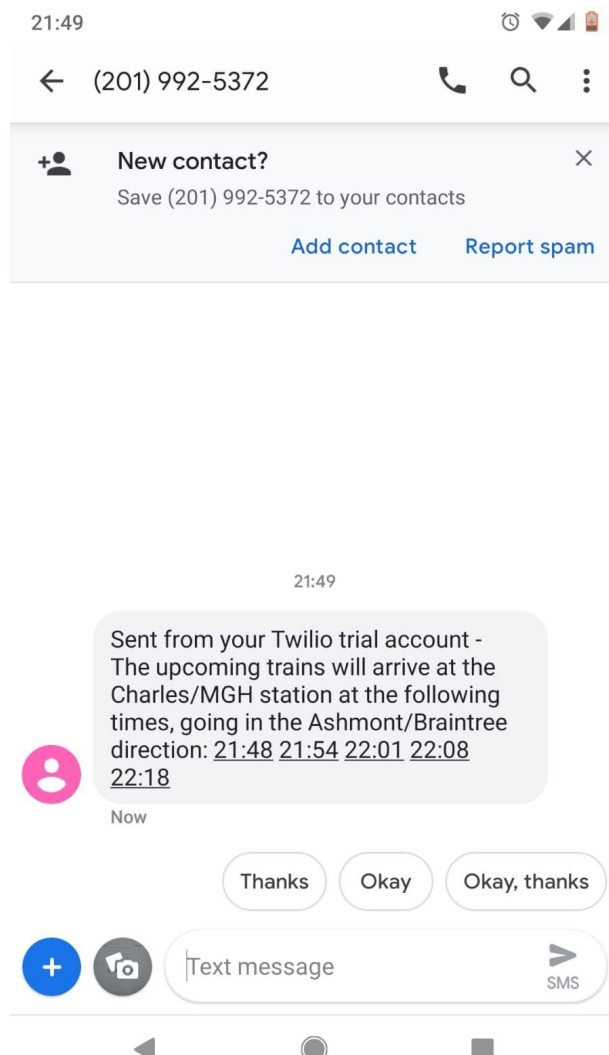 21:49
(201) 992-5372
New contact?
Save (201) 992-5372 to your contacts
Add contact Report spam
21:49
Sent from your Twilio trial account -
The upcoming trains will arrive at the
Charles/MGH station at the following
times, going in the Ashmont/Braintree
direction: 21:48 21:54 22:01 22:08
22:18
Now
Thanks Okay Okay, thanks
Text message
SMS